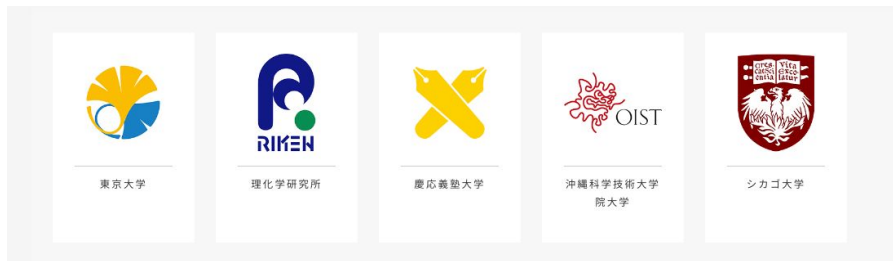 RIKEN
OIST
東京大学
理化学研究所
慶応義塾大学
沖縄科学技術大学
院大学
シカゴ大学